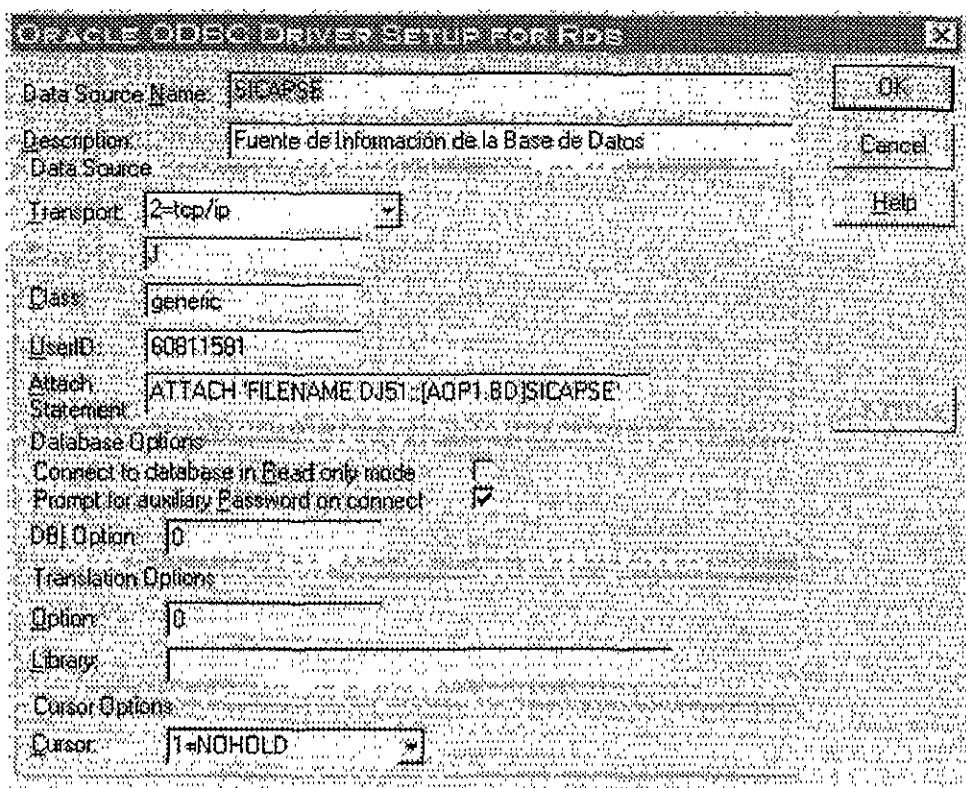 ORACLE ODBC DRIVER SETUP FOR RDB
Data Source Name: SICAPSE
OK
Description: Fuente de Información de la Base de Datos
Cancel
Data Source
Transport: 2=tcp/ip
Help
J
Class: generic
UserID: 60811581
Attach Statement: ATTACH 'FILENAME DJ51::[AOP1.BD]SICAPSE'
Database Options
Connect to database in Read only mode
Prompt for auxiliary Password on connect
DBJ Option: 0
Translation Options
Option: 0
Library:
Cursor Options
Cursor: 1=NOHOLD